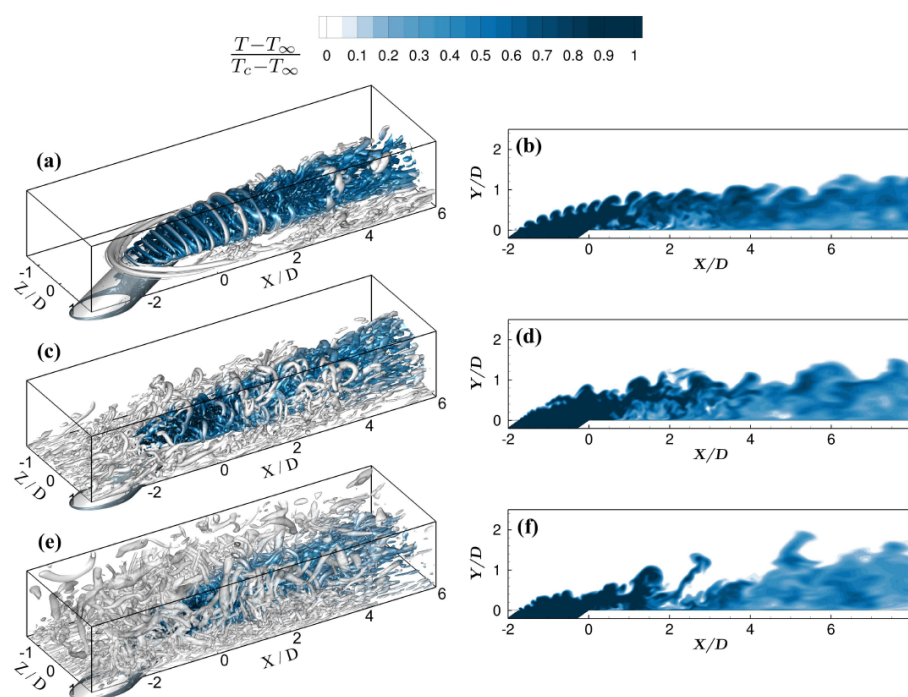 T−T∞
Tc−T∞
0 0.1 0.2 0.3 0.4 0.5 0.6 0.7 0.8 0.9 1
(a)
-1
0
1
Z/D
-2
0
2
4
6
X/D
(b)
Y/D
2
1
0
-2 0 2 4 6
X/D
(c)
-1
0
1
Z/D
-2
0
2
4
6
X/D
(d)
Y/D
2
1
0
-2 0 2 4 6
X/D
(e)
-1
0
1
Z/D
-2
0
2
4
6
X/D
(f)
Y/D
2
1
0
-2 0 2 4 6
X/D